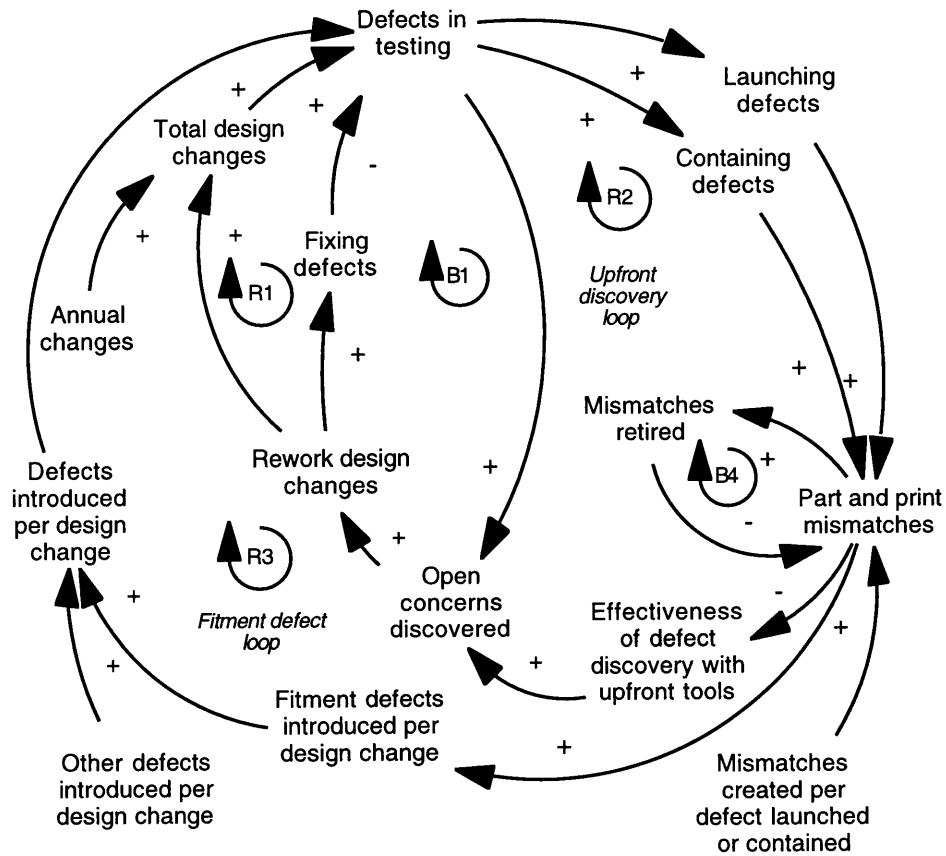 Defects in
testing
+
Launching
defects
+
+
+
Total design
changes
Containing
defects
-
R2
+
+
Fixing
defects
R1
B1
Upfront
discovery
loop
Annual
changes
+
+
+
Mismatches
retired
Rework design
changes
+
+
B4
Defects
introduced
per design
change
Part and print
mismatches
-
R3
+
Open
concerns
discovered
+
Fitment defect
loop
-
Effectiveness
of defect
discovery with
upfront tools
+
+
+
Fitment defects
introduced per
design change
+
Other defects
introduced per
design change
Mismatches
created per
defect launched
or contained